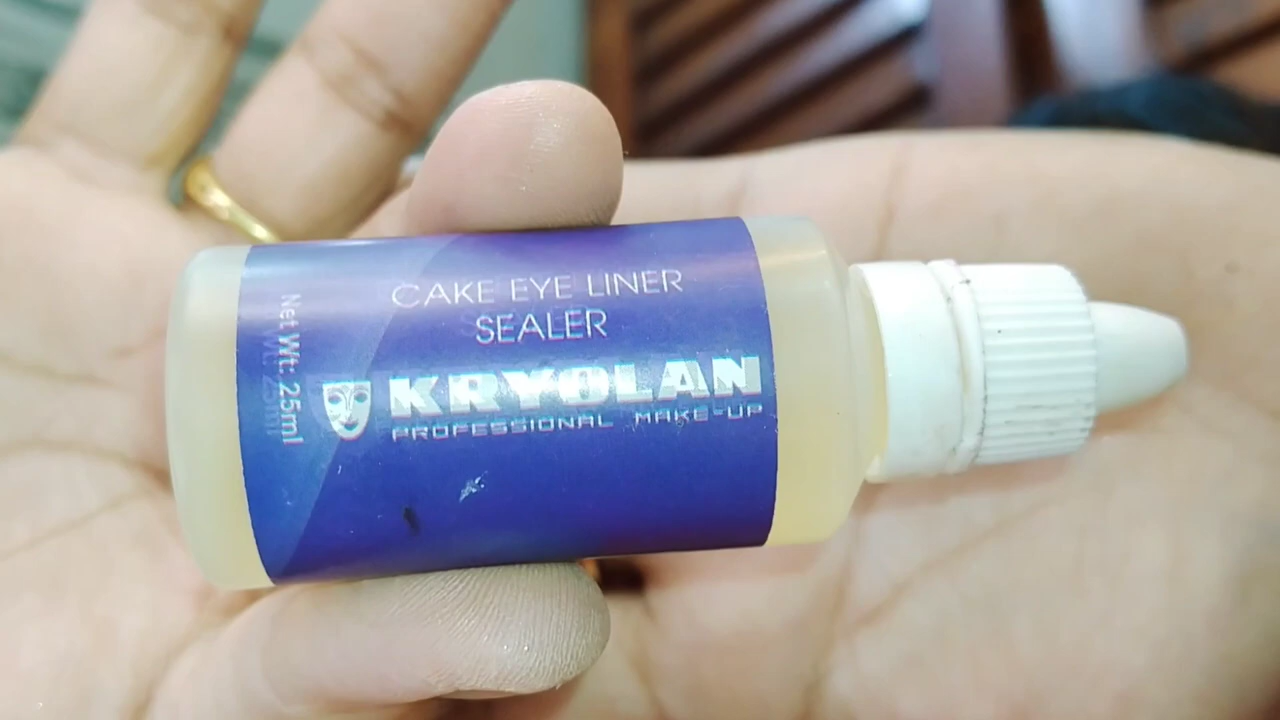 CAKE EYE LINER
SEALER
KRYOLAN
PROFESSIONAL MAKE-UP
Net Wt: 25ml